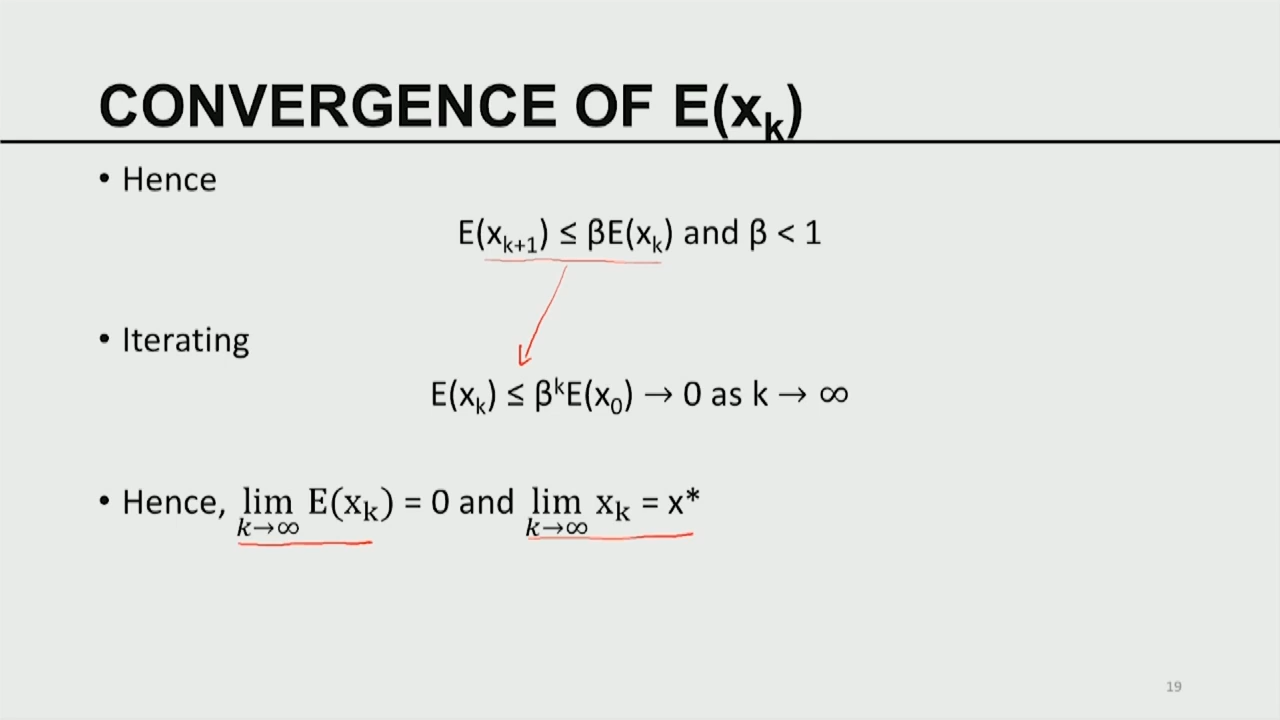 CONVERGENCE OF E(xₖ)
• Hence
E(xₖ₊₁) ≤ βE(xₖ) and β < 1
• Iterating
E(xₖ) ≤ βᵏE(x₀) → 0 as k → ∞
• Hence, lim E(xₖ) = 0 and lim xₖ = x*
k→∞ k→∞
19